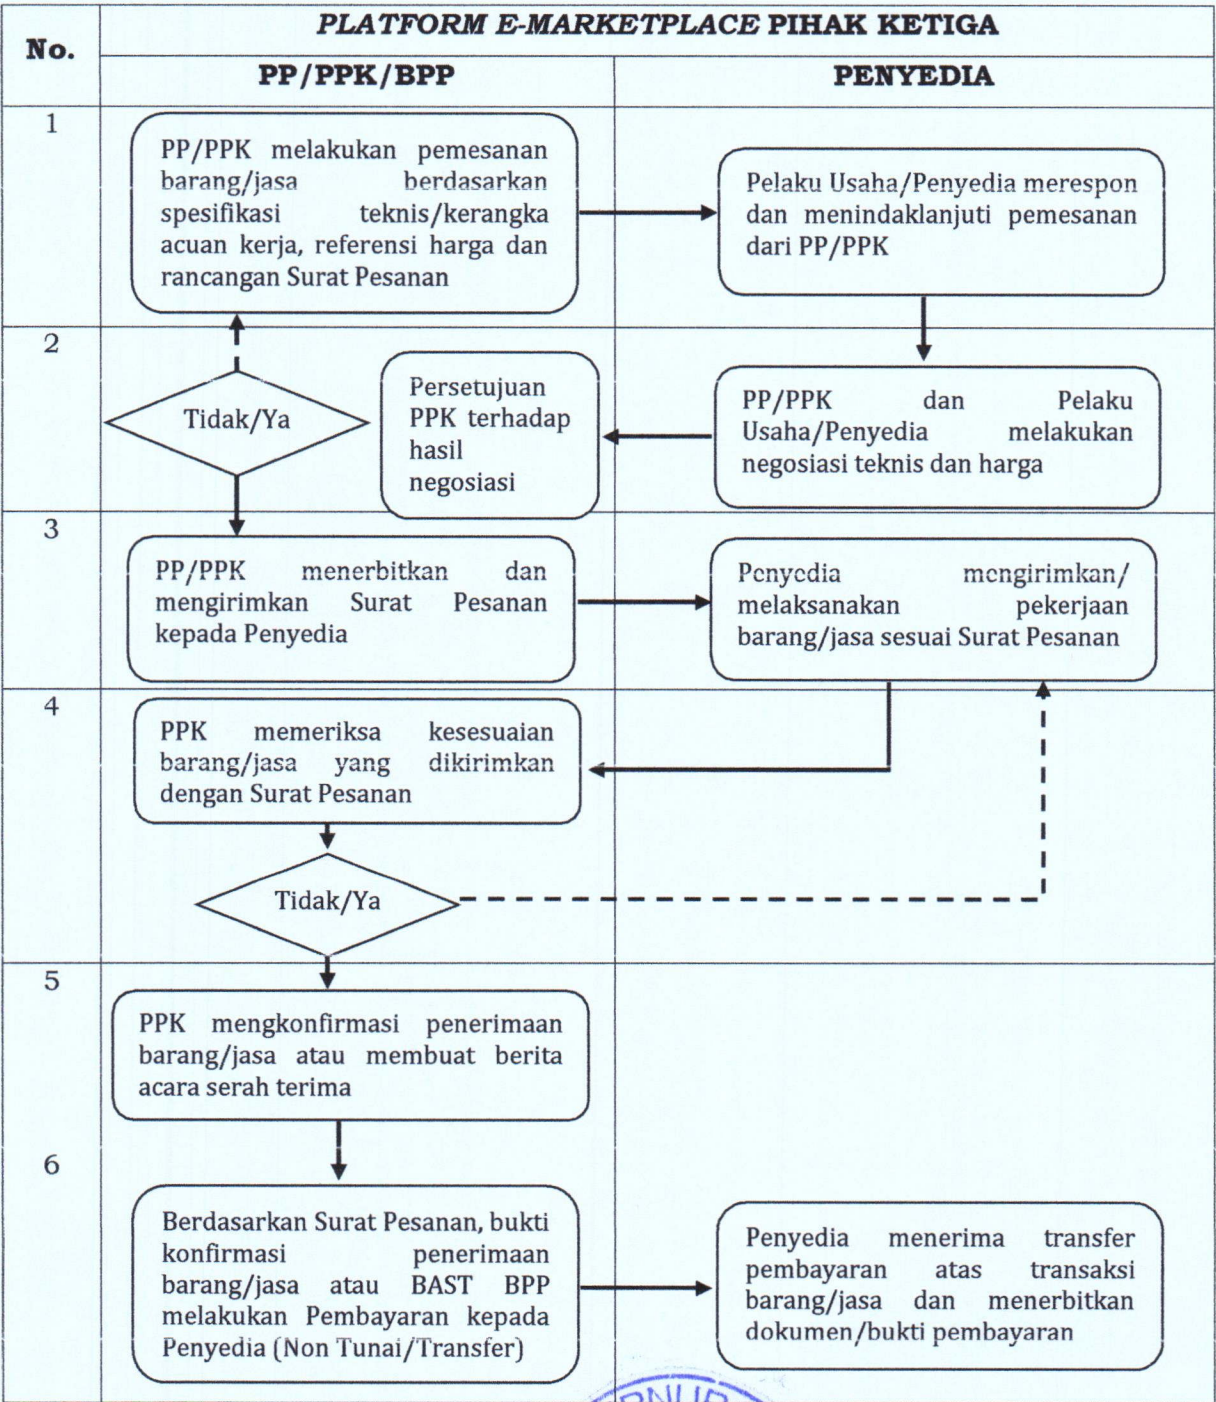 No.
PLATFORM E-MARKETPLACE PIHAK KETIGA
PP/PPK/BPP
PENYEDIA
1
PP/PPK melakukan pemesanan
barang/jasa berdasarkan
spesifikasi teknis/kerangka
acuan kerja, referensi harga dan
rancangan Surat Pesanan
Pelaku Usaha/Penyedia merespon
dan menindaklanjuti pemesanan
dari PP/PPK
2
Tidak/Ya
Persetujuan
PPK terhadap
hasil
negosiasi
PP/PPK dan Pelaku
Usaha/Penyedia melakukan
negosiasi teknis dan harga
3
PP/PPK menerbitkan dan
mengirimkan Surat Pesanan
kepada Penyedia
Penyedia mengirimkan/
melaksanakan pekerjaan
barang/jasa sesuai Surat Pesanan
4
PPK memeriksa kesesuaian
barang/jasa yang dikirimkan
dengan Surat Pesanan
Tidak/Ya
5
PPK mengkonfirmasi penerimaan
barang/jasa atau membuat berita
acara serah terima
6
Berdasarkan Surat Pesanan, bukti
konfirmasi penerimaan
barang/jasa atau BAST BPP
melakukan Pembayaran kepada
Penyedia (Non Tunai/Transfer)
Penyedia menerima transfer
pembayaran atas transaksi
barang/jasa dan menerbitkan
dokumen/bukti pembayaran